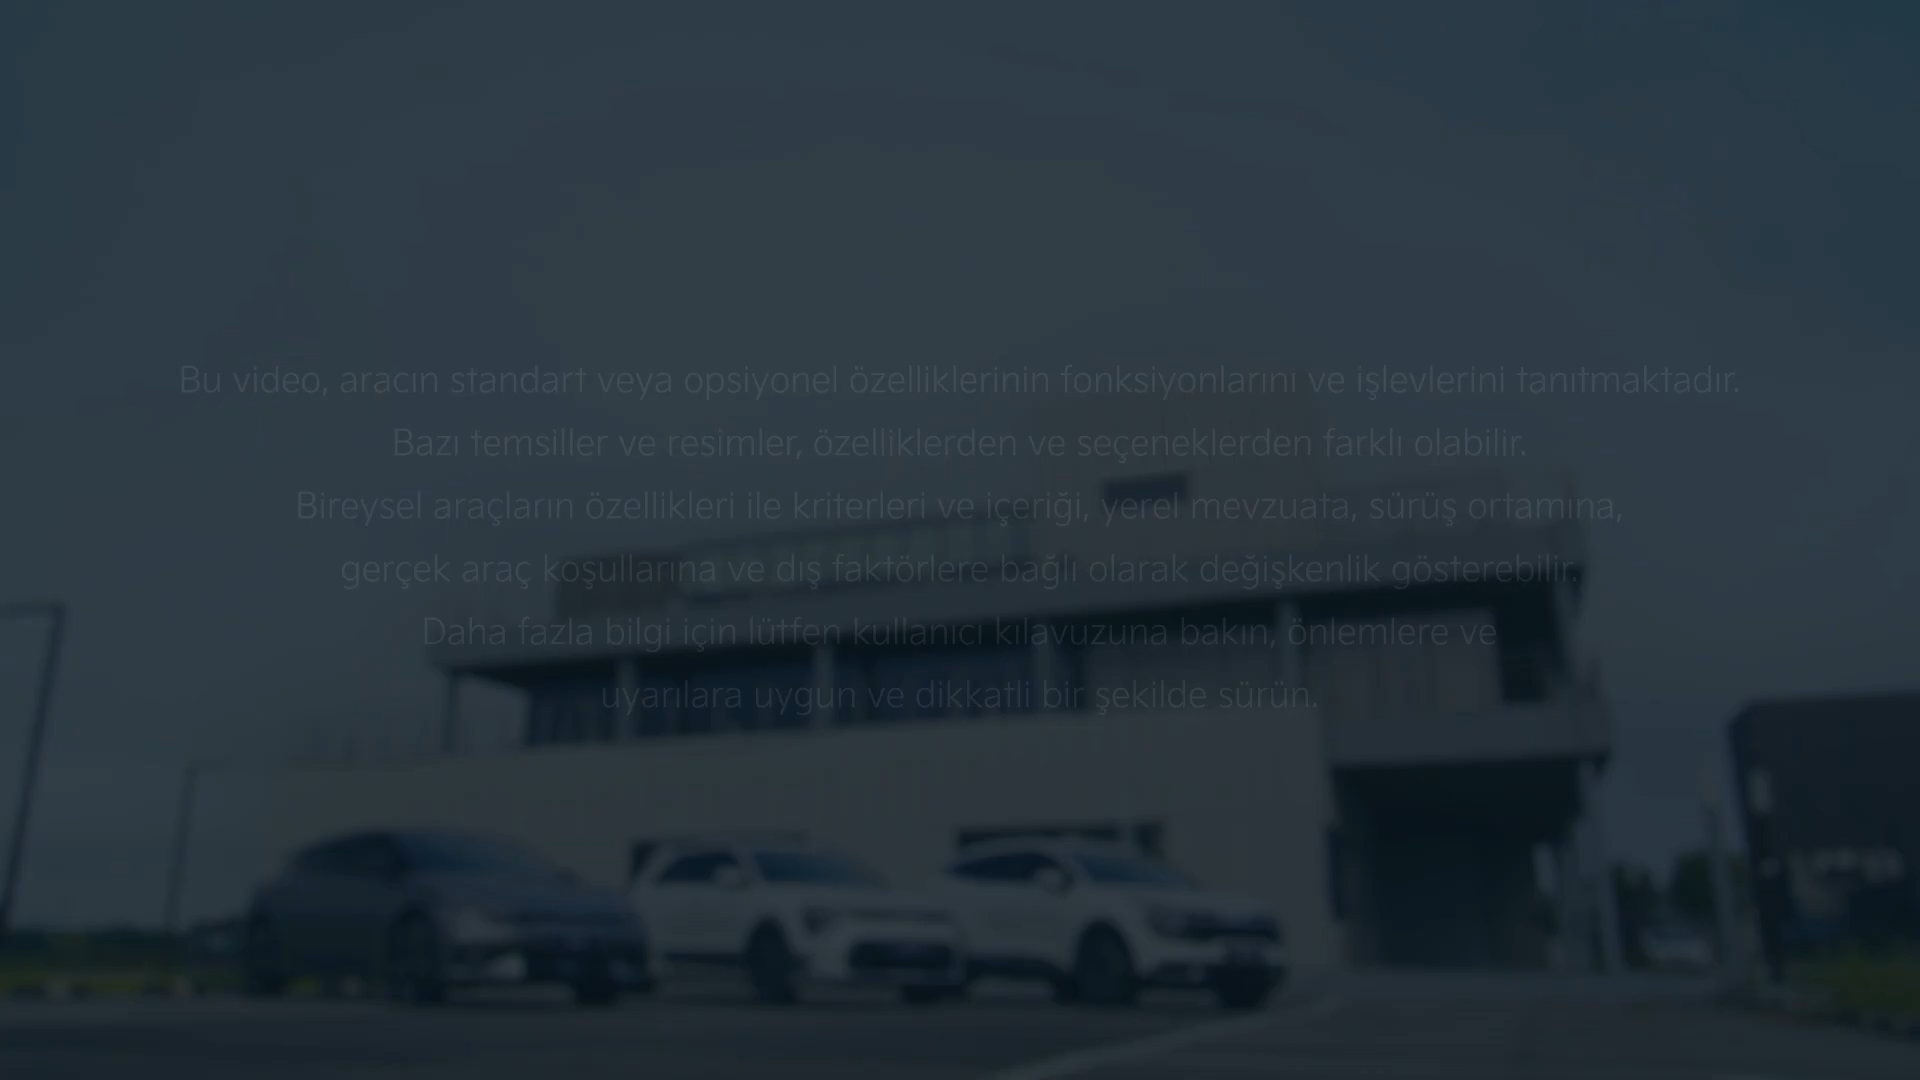 Bu video, aracın standart veya opsiyonel özelliklerinin fonksiyonlarını ve işlevlerini tanıtmaktadır.
Bazı temsiller ve resimler, özelliklerden ve seçeneklerden farklı olabilir.
Bireysel araçların özellikleri ile kriterleri ve içeriği, yerel mevzuata, sürüş ortamına,
gerçek araç koşullarına ve dış faktörlere bağlı olarak değişkenlik gösterebilir.
Daha fazla bilgi için lütfen kullanıcı kılavuzuna bakın, önlemlere ve
uyarılara uygun ve dikkatli bir şekilde sürün.